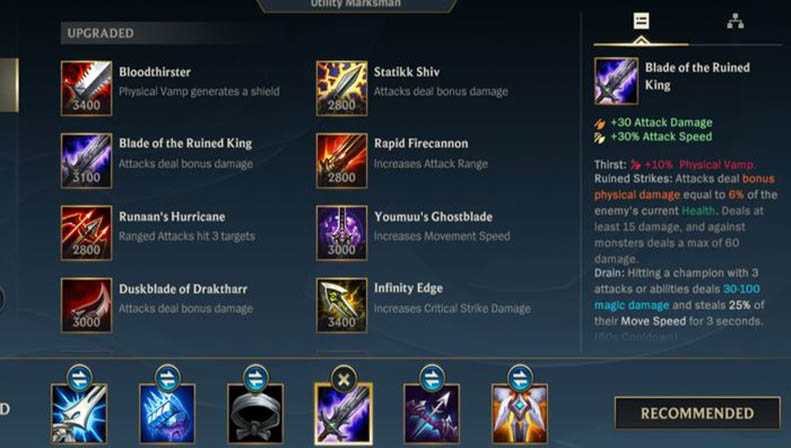 Utility Marksman
UPGRADED
Bloodthirster
Physical Vamp generates a shield
3400
Statikk Shiv
Attacks deal bonus damage
2800
Blade of the Ruined King
Attacks deal bonus damage
3100
Rapid Firecannon
Increases Attack Range
2800
Runaan's Hurricane
Ranged Attacks hit 3 targets
2800
Youmuu's Ghostblade
Increases Movement Speed
3000
Duskblade of Draktharr
Attacks deal bonus damage
3000
Infinity Edge
Increases Critical Strike Damage
3400
Blade of the Ruined
King
+30 Attack Damage
+30% Attack Speed
Thirst: +10% Physical Vamp.
Ruined Strikes: Attacks deal bonus
physical damage equal to 6% of the
enemy's current Health. Deals at
least 15 damage, and against
monsters deals a max of 60
damage.
Drain: Hitting a champion with 3
attacks or abilities deals 30-100
magic damage and steals 25% of
their Move Speed for 3 seconds.
(60s Cooldown)
D
RECOMMENDED